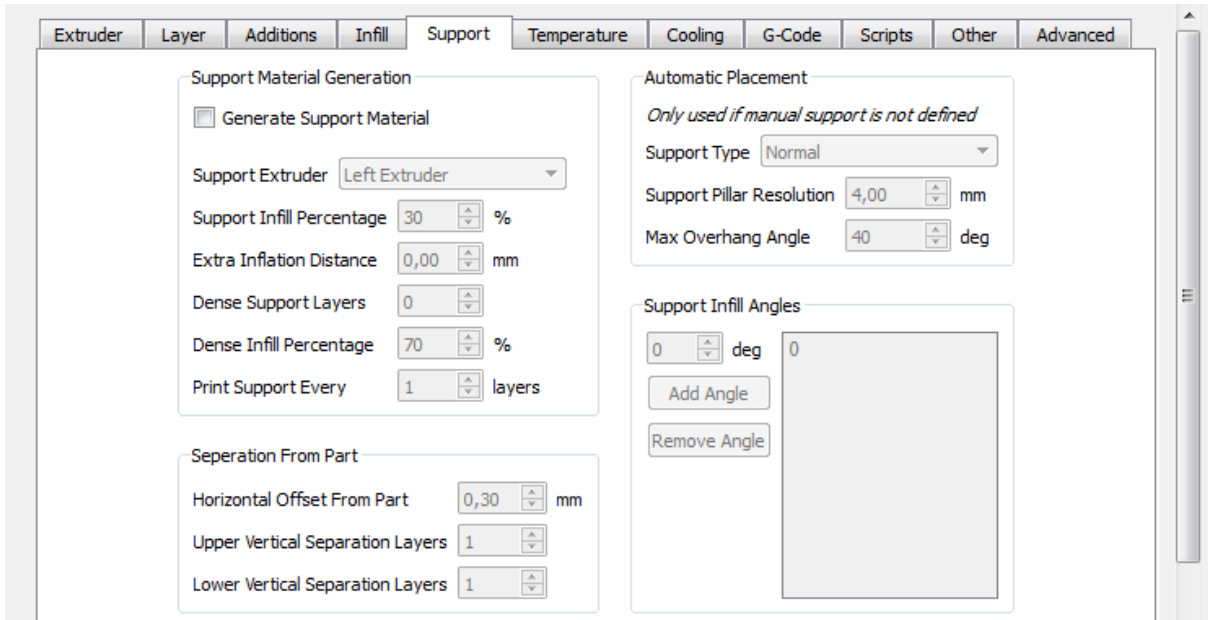 Extruder Layer Additions Infill Support Temperature Cooling G-Code Scripts Other Advanced
Support Material Generation
Generate Support Material
Support Extruder Left Extruder
Support Infill Percentage 30 %
Extra Inflation Distance 0,00 mm
Dense Support Layers 0
Dense Infill Percentage 70 %
Print Support Every 1 layers
Seperation From Part
Horizontal Offset From Part 0,30 mm
Upper Vertical Separation Layers 1
Lower Vertical Separation Layers 1
Automatic Placement
Only used if manual support is not defined
Support Type Normal
Support Pillar Resolution 4,00 mm
Max Overhang Angle 40 deg
Support Infill Angles
0 deg 0
Add Angle
Remove Angle